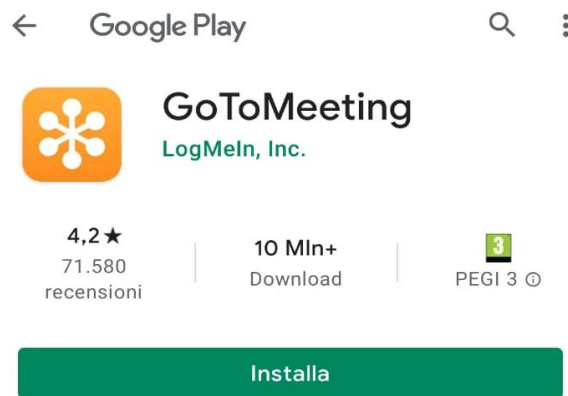 Google Play
GoToMeeting
LogMeIn, Inc.
4,2★
71.580
recensioni
10 Mln+
Download
3
PEGI 3
Installa